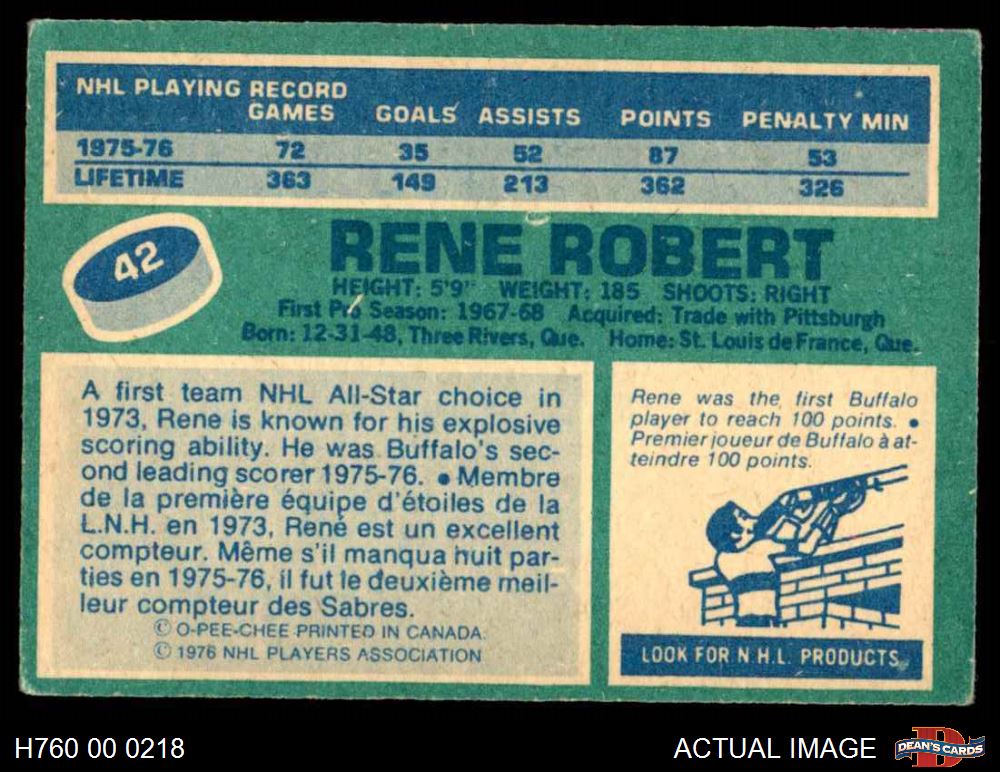 NHL PLAYING RECORD
GAMES GOALS ASSISTS POINTS PENALTY MIN
1975-76 72 35 52 87 53
LIFETIME 363 149 213 362 326
42
RENE ROBERT
HEIGHT: 5'9" WEIGHT: 185 SHOOTS: RIGHT
First Pro Season: 1967-68 Acquired: Trade with Pittsburgh
Born: 12-31-48, Three Rivers, Que. Home: St. Louis de France, Que.
A first team NHL All-Star choice in
1973, Rene is known for his explosive
scoring ability. He was Buffalo's sec-
ond leading scorer 1975-76. ● Membre
de la première équipe d'étoiles de la
L.N.H. en 1973, René est un excellent
compteur. Même s'il manqua huit par-
ties en 1975-76, il fut le deuxième meil-
leur compteur des Sabres.
© O-PEE-CHEE PRINTED IN CANADA.
© 1976 NHL PLAYERS ASSOCIATION
Rene was the first Buffalo
player to reach 100 points. ●
Premier joueur de Buffalo à at-
teindre 100 points.
LOOK FOR N.H.L. PRODUCTS
H760 00 0218
ACTUAL IMAGE
D
DEAN'S CARDS